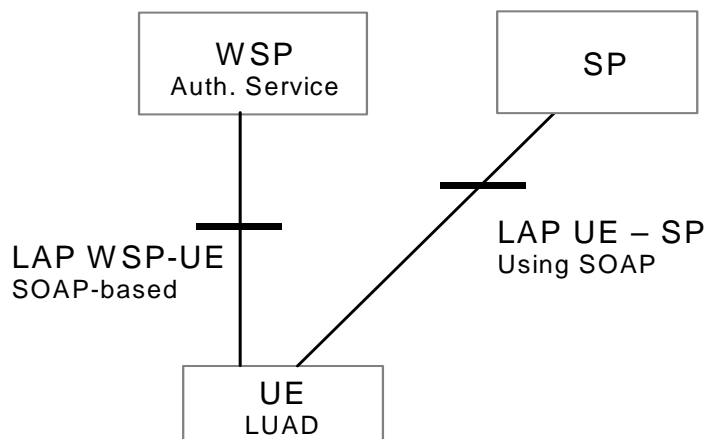 WSP
Auth. Service
SP
LAP WSP-UE
SOAP-based
LAP UE – SP
Using SOAP
UE
LUAD